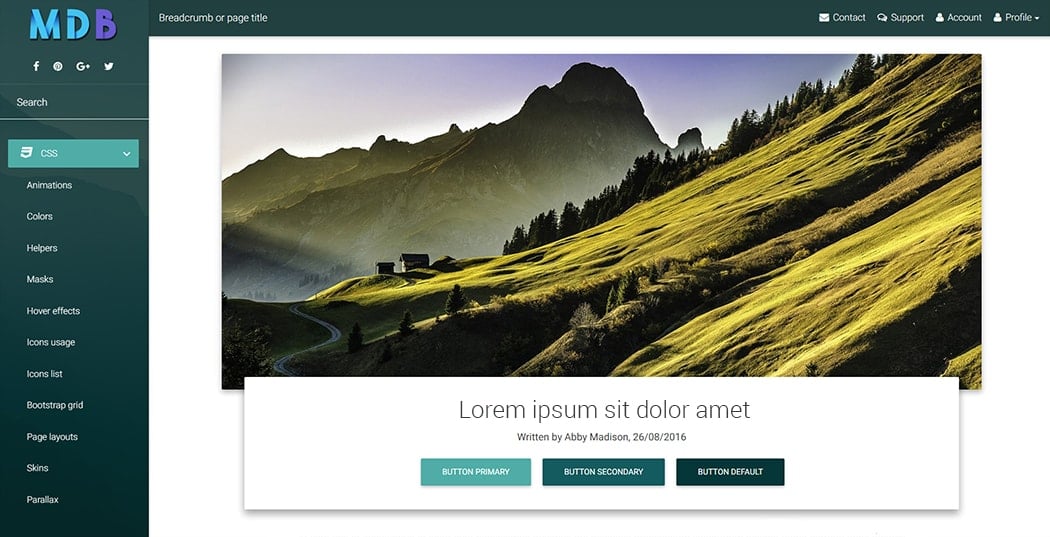 MDB
Breadcrumb or page title
Contact
Support
Account
Profile
Search
CSS
Animations
Colors
Helpers
Masks
Hover effects
Icons usage
Icons list
Bootstrap grid
Page layouts
Skins
Parallax
Lorem ipsum sit dolor amet
Written by Abby Madison, 26/08/2016
BUTTON PRIMARY
BUTTON SECONDARY
BUTTON DEFAULT